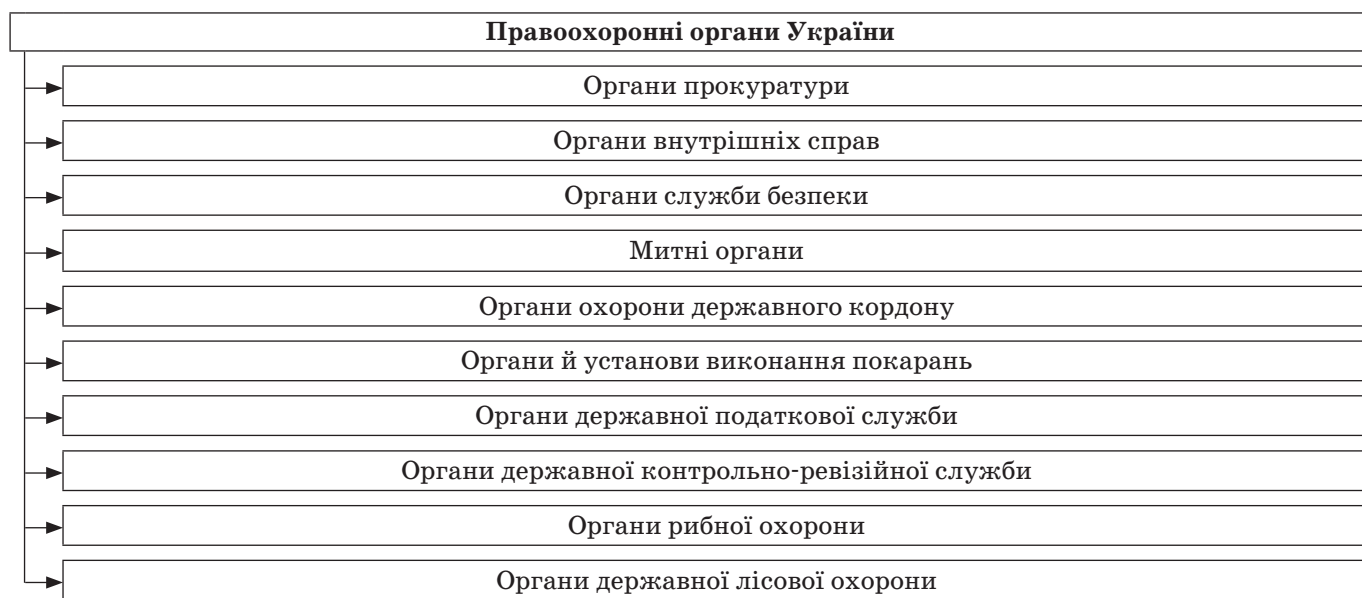 Правоохоронні органи України
Органи прокуратури
Органи внутрішніх справ
Органи служби безпеки
Митні органи
Органи охорони державного кордону
Органи й установи виконання покарань
Органи державної податкової служби
Органи державної контрольно-ревізійної служби
Органи рибної охорони
Органи державної лісової охорони